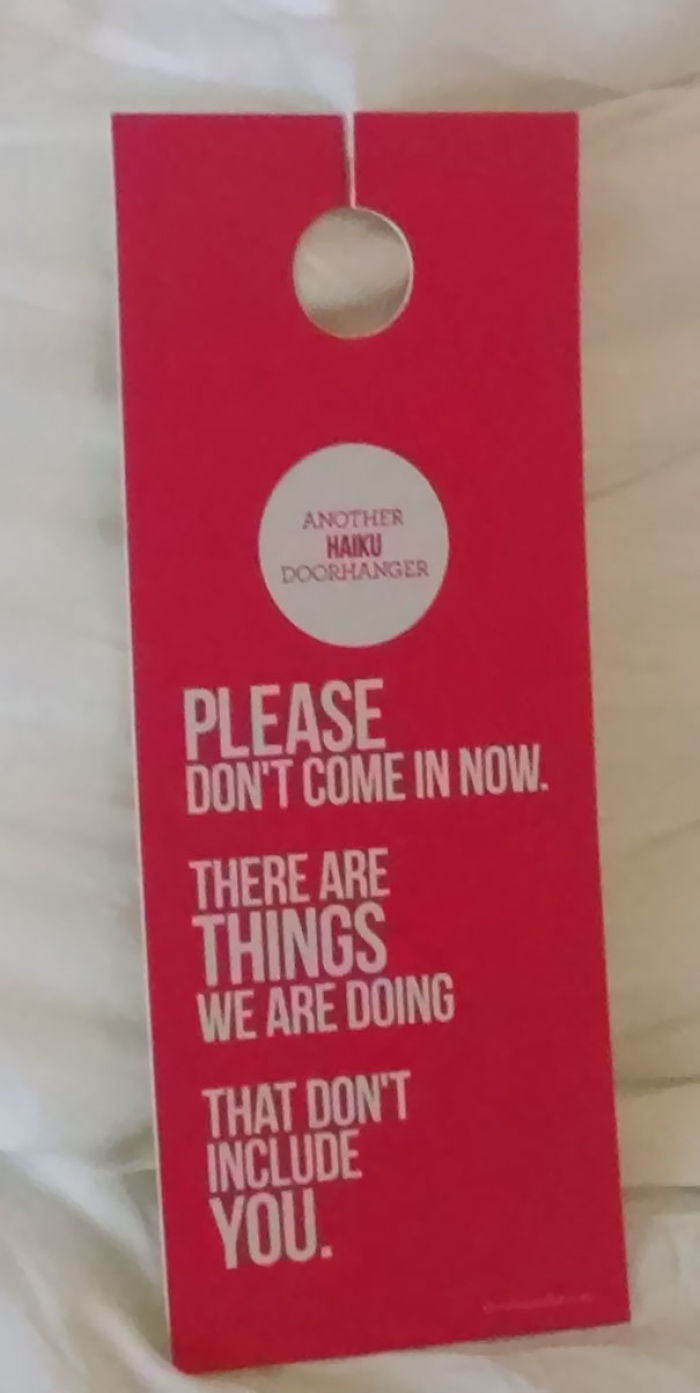 ANOTHER
HAIKU
DOORHANGER
PLEASE
DON'T COME IN NOW.
THERE ARE
THINGS
WE ARE DOING
THAT DON'T
INCLUDE
YOU.